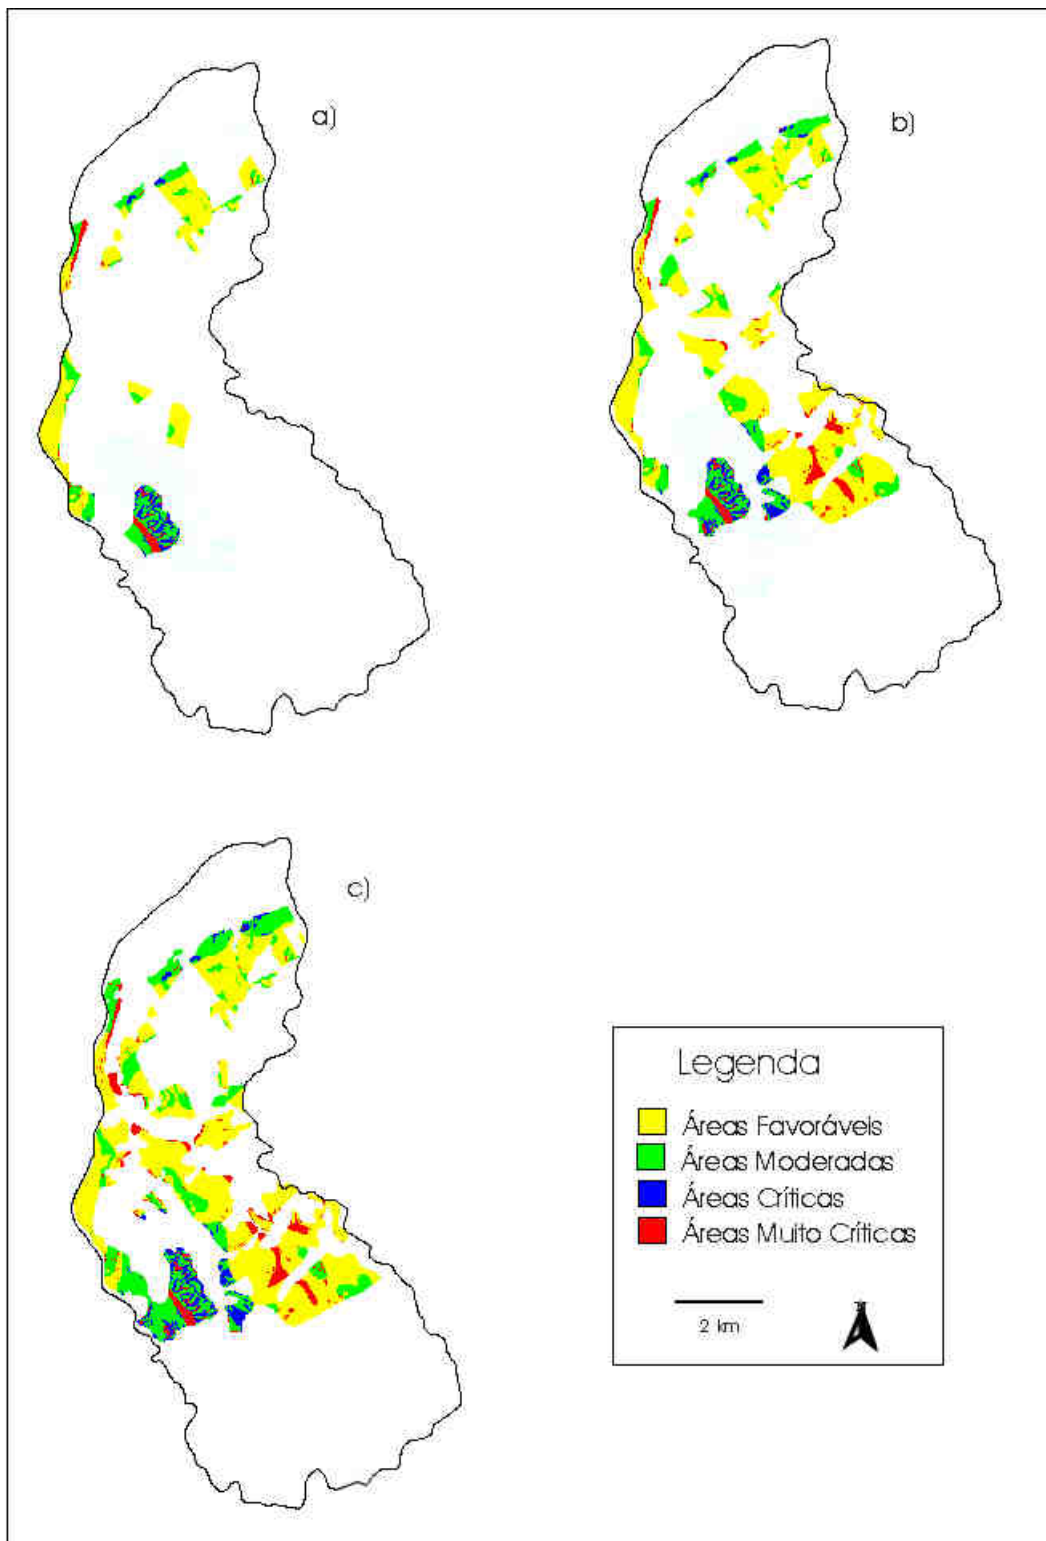 a)
b)
c)
Legenda
Áreas Favoráveis
Áreas Moderadas
Áreas Críticas
Áreas Muito Críticas
2 km